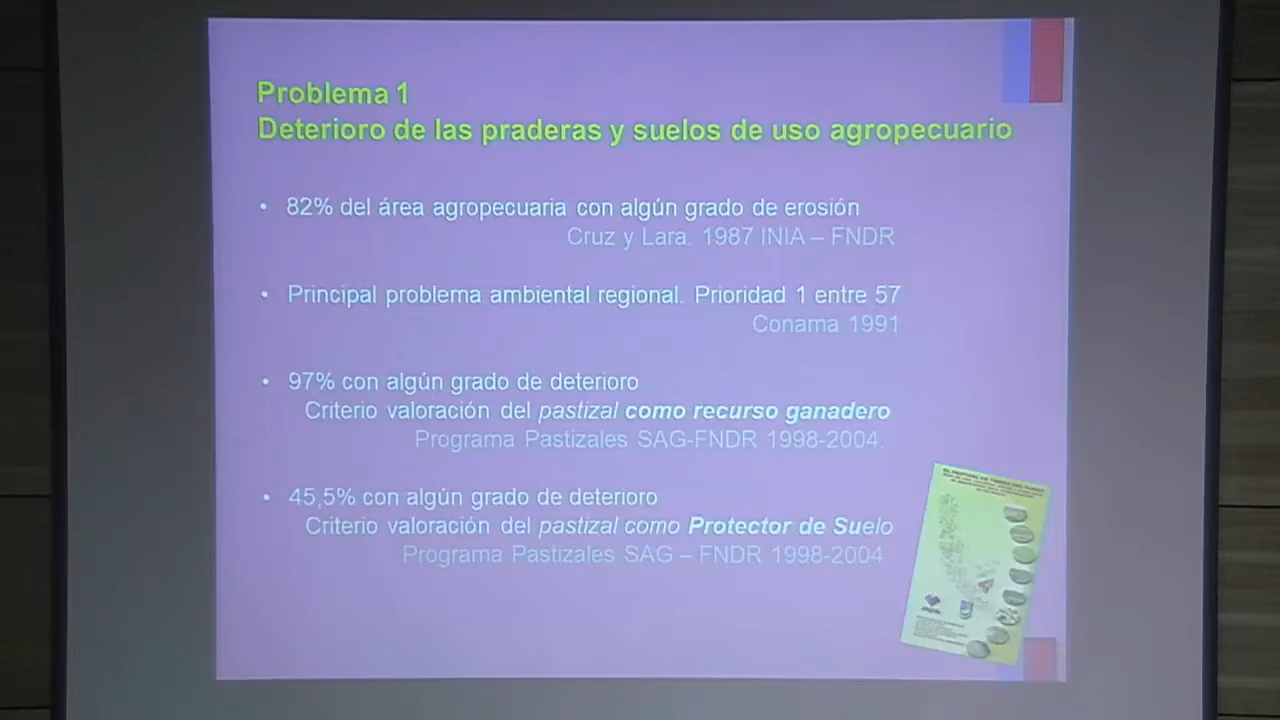 Problema 1
Deterioro de las praderas y suelos de uso agropecuario
• 82% del área agropecuaria con algún grado de erosión
Cruz y Lara. 1987 INIA – FNDR
• Principal problema ambiental regional. Prioridad 1 entre 57
Conama 1991
• 97% con algún grado de deterioro
Criterio valoración del pastizal como recurso ganadero
Programa Pastizales SAG-FNDR 1998-2004.
• 45,5% con algún grado de deterioro
Criterio valoración del pastizal como Protector de Suelo
Programa Pastizales SAG – FNDR 1998-2004